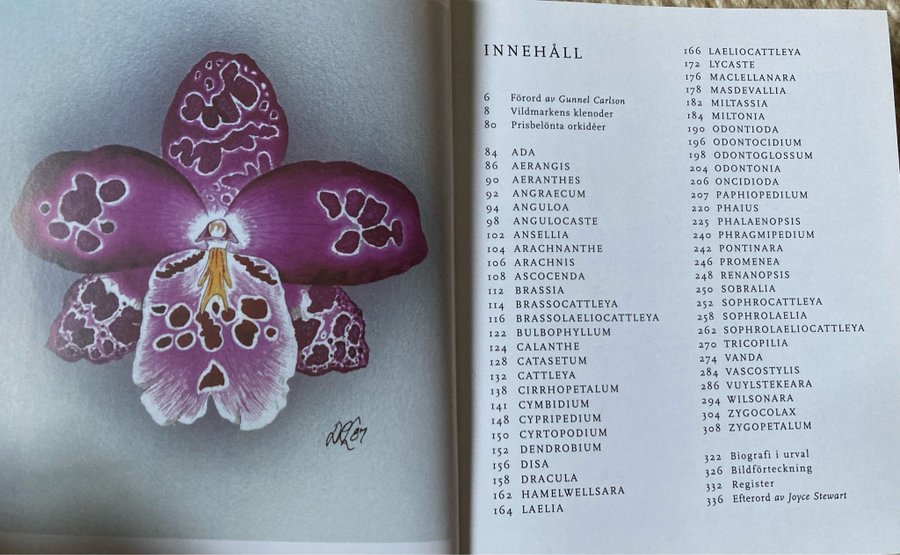 INNEHÅLL
6 Förord av Gunnel Carlson
8 Vildmarkens klenoder
80 Prisbelönta orkidéer
84 ADA
86 AERANGIS
90 AERANTHES
92 ANGRAECUM
94 ANGULOA
98 ANGULOCASTE
102 ANSELLIA
104 ARACHNANTHE
106 ARACHNIS
108 ASCOCENDA
112 BRASSIA
114 BRASSOCATTLEYA
116 BRASSOLAELIOCATTLEYA
122 BULBOPHYLLUM
124 CALANTHE
128 CATASETUM
132 CATTLEYA
138 CIRRHOPETALUM
141 CYMBIDIUM
148 CYPRIPEDIUM
150 CYRTOPODIUM
152 DENDROBIUM
156 DISA
158 DRACULA
162 HAMELWELLSARA
164 LAELIA
166 LAELIOCATTLEYA
172 LYCASTE
176 MACLELLANARA
178 MASDEVALLIA
182 MILTASSIA
184 MILTONIA
190 ODONTIODA
196 ODONTOCIDIUM
198 ODONTOGLOSSUM
204 ODONTONIA
206 ONCIDIODA
207 PAPHIOPEDILUM
220 PHAIUS
225 PHALAENOPSIS
240 PHRAGMIPEDIUM
242 PONTINARA
246 PROMENEA
248 RENANOPSIS
250 SOBRALIA
252 SOPHROCATTLEYA
258 SOPHROLAELIA
262 SOPHROLAELIOCATTLEYA
270 TRICOPILIA
274 VANDA
284 VASCOSTYLIS
286 VUYLSTEKEARA
294 WILSONARA
304 ZYGOCOLAX
308 ZYGOPETALUM
322 Biografi i urval
326 Bildförteckning
332 Register
336 Efterord av Joyce Stewart